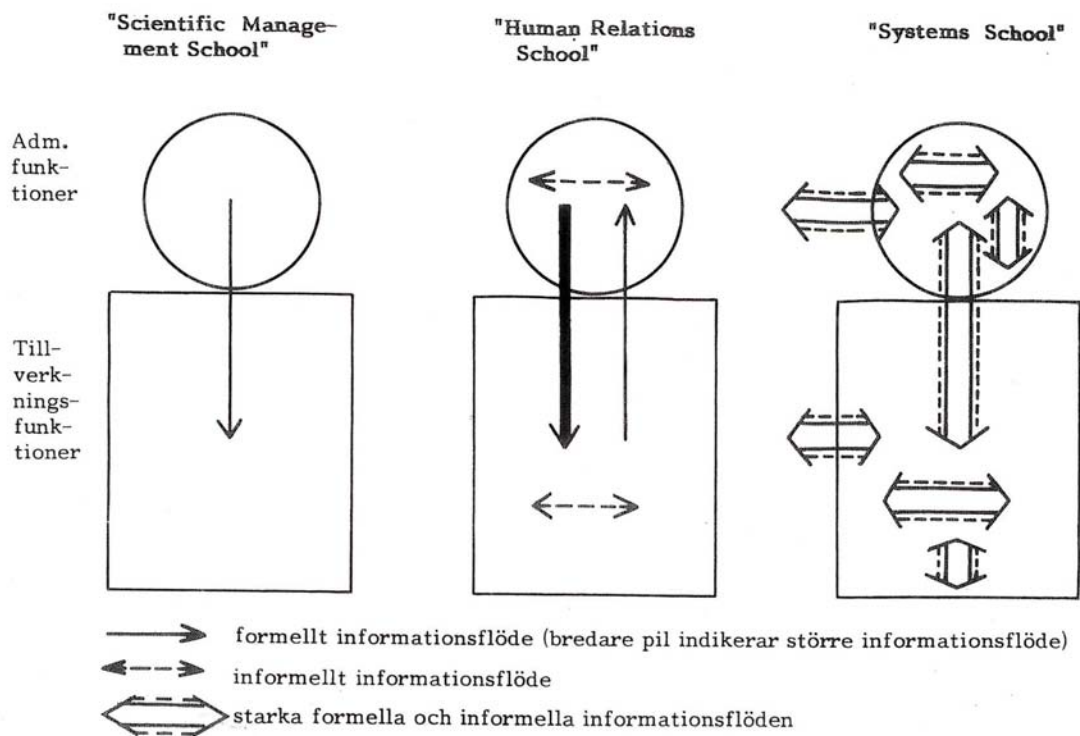 "Scientific Manage-
ment School"
"Human Relations
School"
"Systems School"
Adm.
funk-
tioner
Till-
verk-
nings-
funk-
tioner
formellt informationsflöde (bredare pil indikerar större informationsflöde)
informellt informationsflöde
starka formella och informella informationsflöden